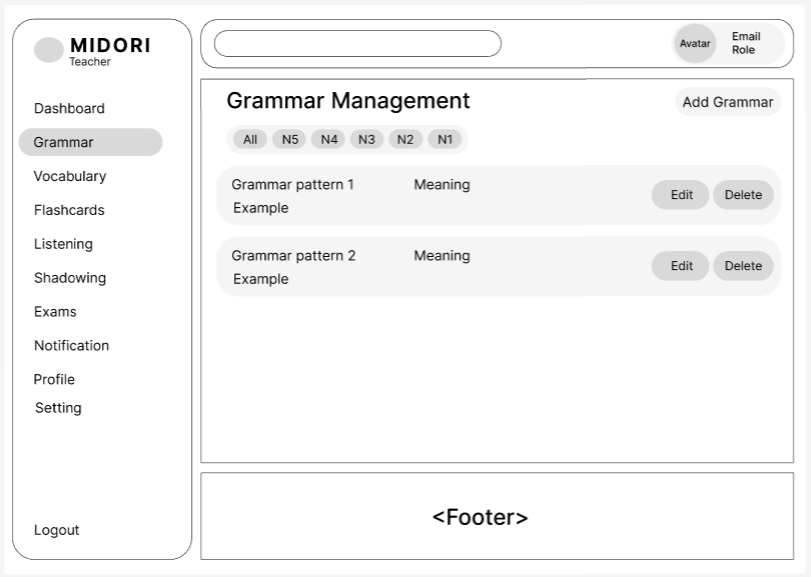 MIDORI
Teacher
Dashboard
Grammar
Vocabulary
Flashcards
Listening
Shadowing
Exams
Notification
Profile
Setting
Logout
Avatar
Email
Role
Grammar Management
Add Grammar
All N5 N4 N3 N2 N1
Grammar pattern 1 Meaning
Example
Edit Delete
Grammar pattern 2 Meaning
Example
Edit Delete
<Footer>